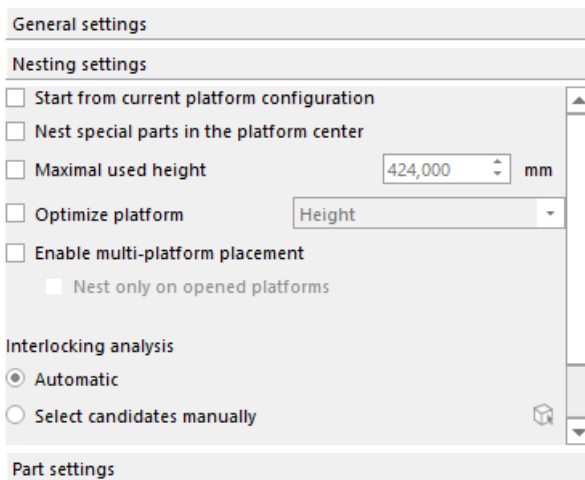 General settings
Nesting settings
Start from current platform configuration
Nest special parts in the platform center
Maximal used height 424,000 mm
Optimize platform Height
Enable multi-platform placement
Nest only on opened platforms
Interlocking analysis
Automatic
Select candidates manually
Part settings